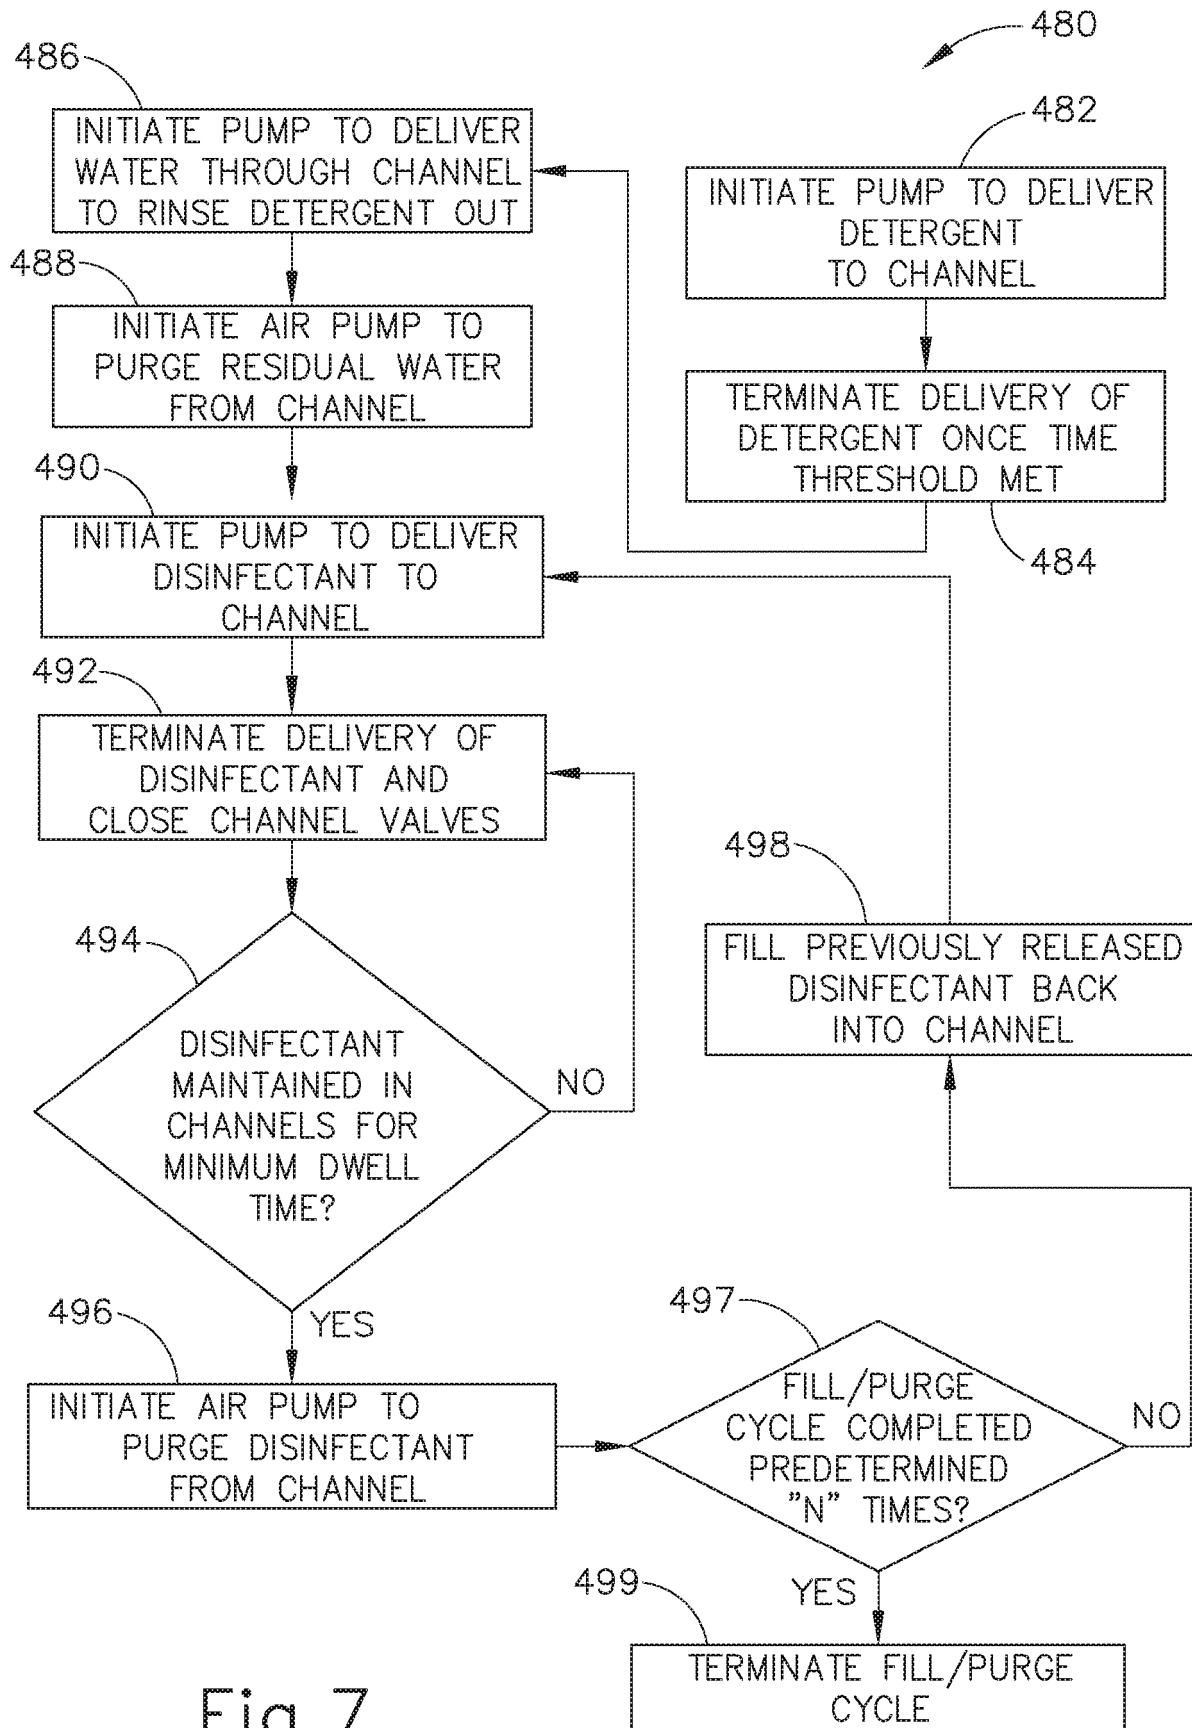 480
486
INITIATE PUMP TO DELIVER
WATER THROUGH CHANNEL
TO RINSE DETERGENT OUT
482
INITIATE PUMP TO DELIVER
DETERGENT
TO CHANNEL
488
INITIATE AIR PUMP TO
PURGE RESIDUAL WATER
FROM CHANNEL
TERMINATE DELIVERY OF
DETERGENT ONCE TIME
THRESHOLD MET
484
490
INITIATE PUMP TO DELIVER
DISINFECTANT TO
CHANNEL
492
TERMINATE DELIVERY OF
DISINFECTANT AND
CLOSE CHANNEL VALVES
494
DISINFECTANT
MAINTAINED IN
CHANNELS FOR
MINIMUM DWELL
TIME?
NO
YES
498
FILL PREVIOUSLY RELEASED
DISINFECTANT BACK
INTO CHANNEL
496
INITIATE AIR PUMP TO
PURGE DISINFECTANT
FROM CHANNEL
497
FILL/PURGE
CYCLE COMPLETED
PREDETERMINED
”N” TIMES?
NO
YES
499
TERMINATE FILL/PURGE
CYCLE
Fig.7